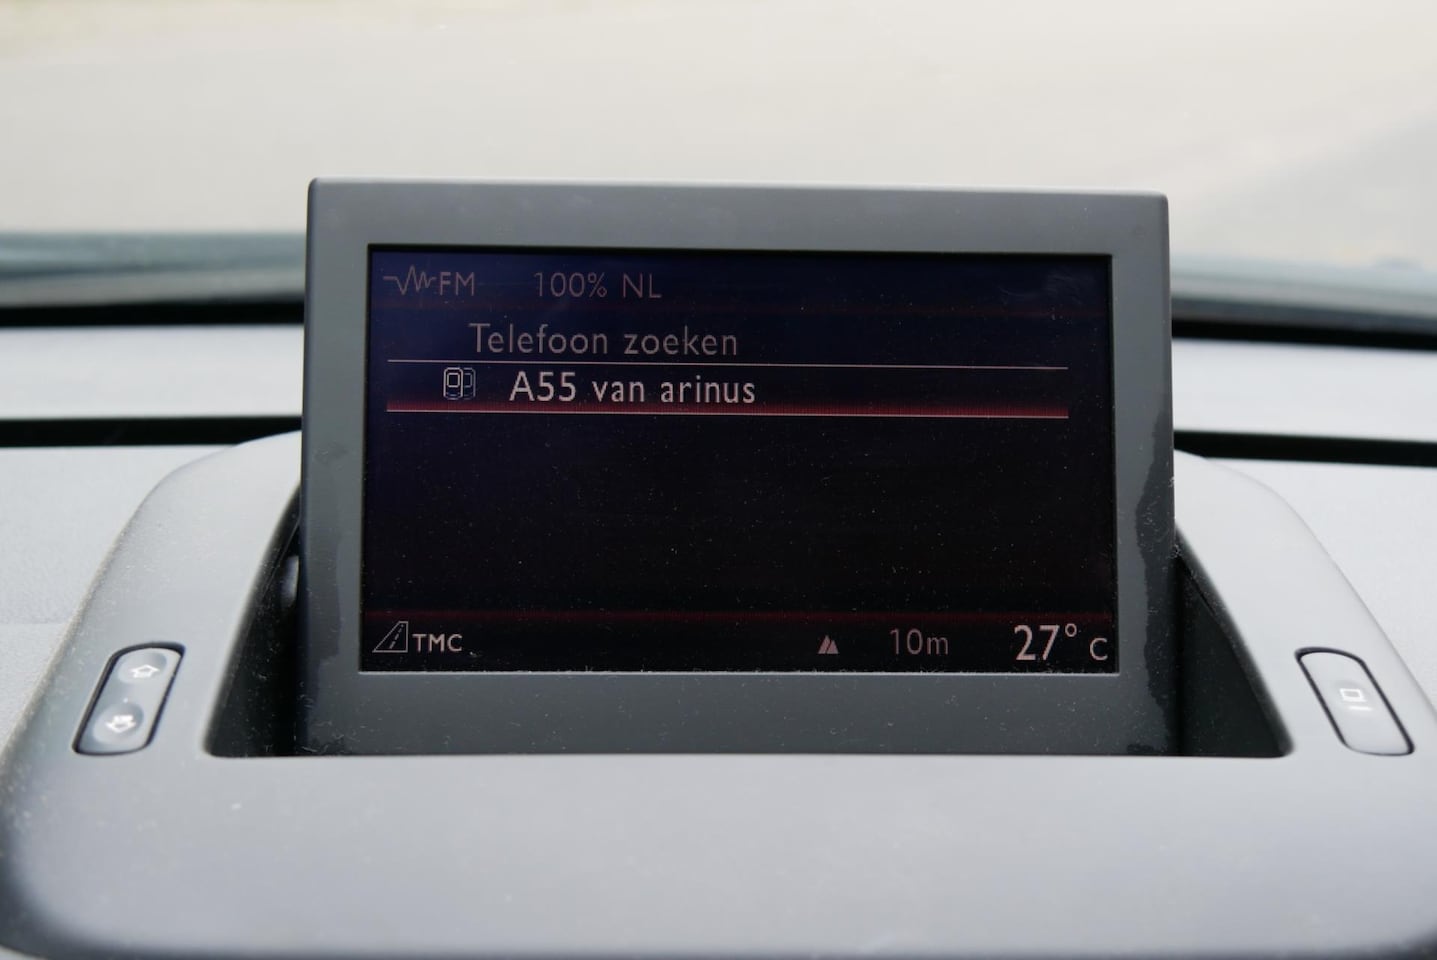 FM 100% NL
Telefoon zoeken
A55 van arinus
TMC 10m 27° C